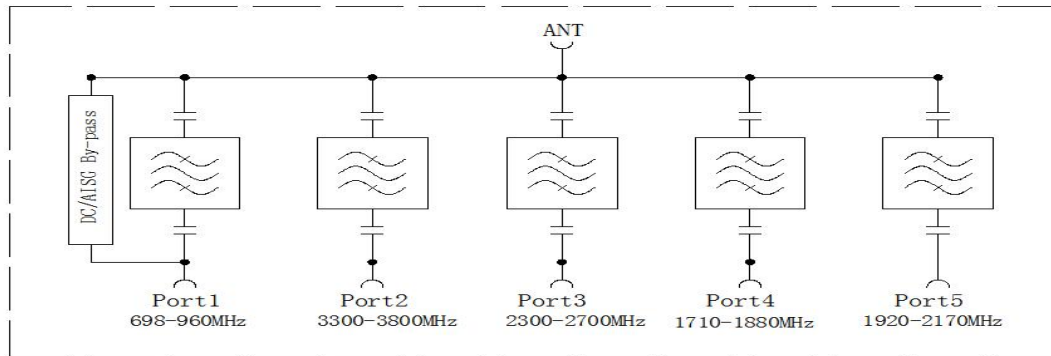 ANT
DC/AISG By-pass
Port1
698-960MHz
Port2
3300-3800MHz
Port3
2300-2700MHz
Port4
1710-1880MHz
Port5
1920-2170MHz